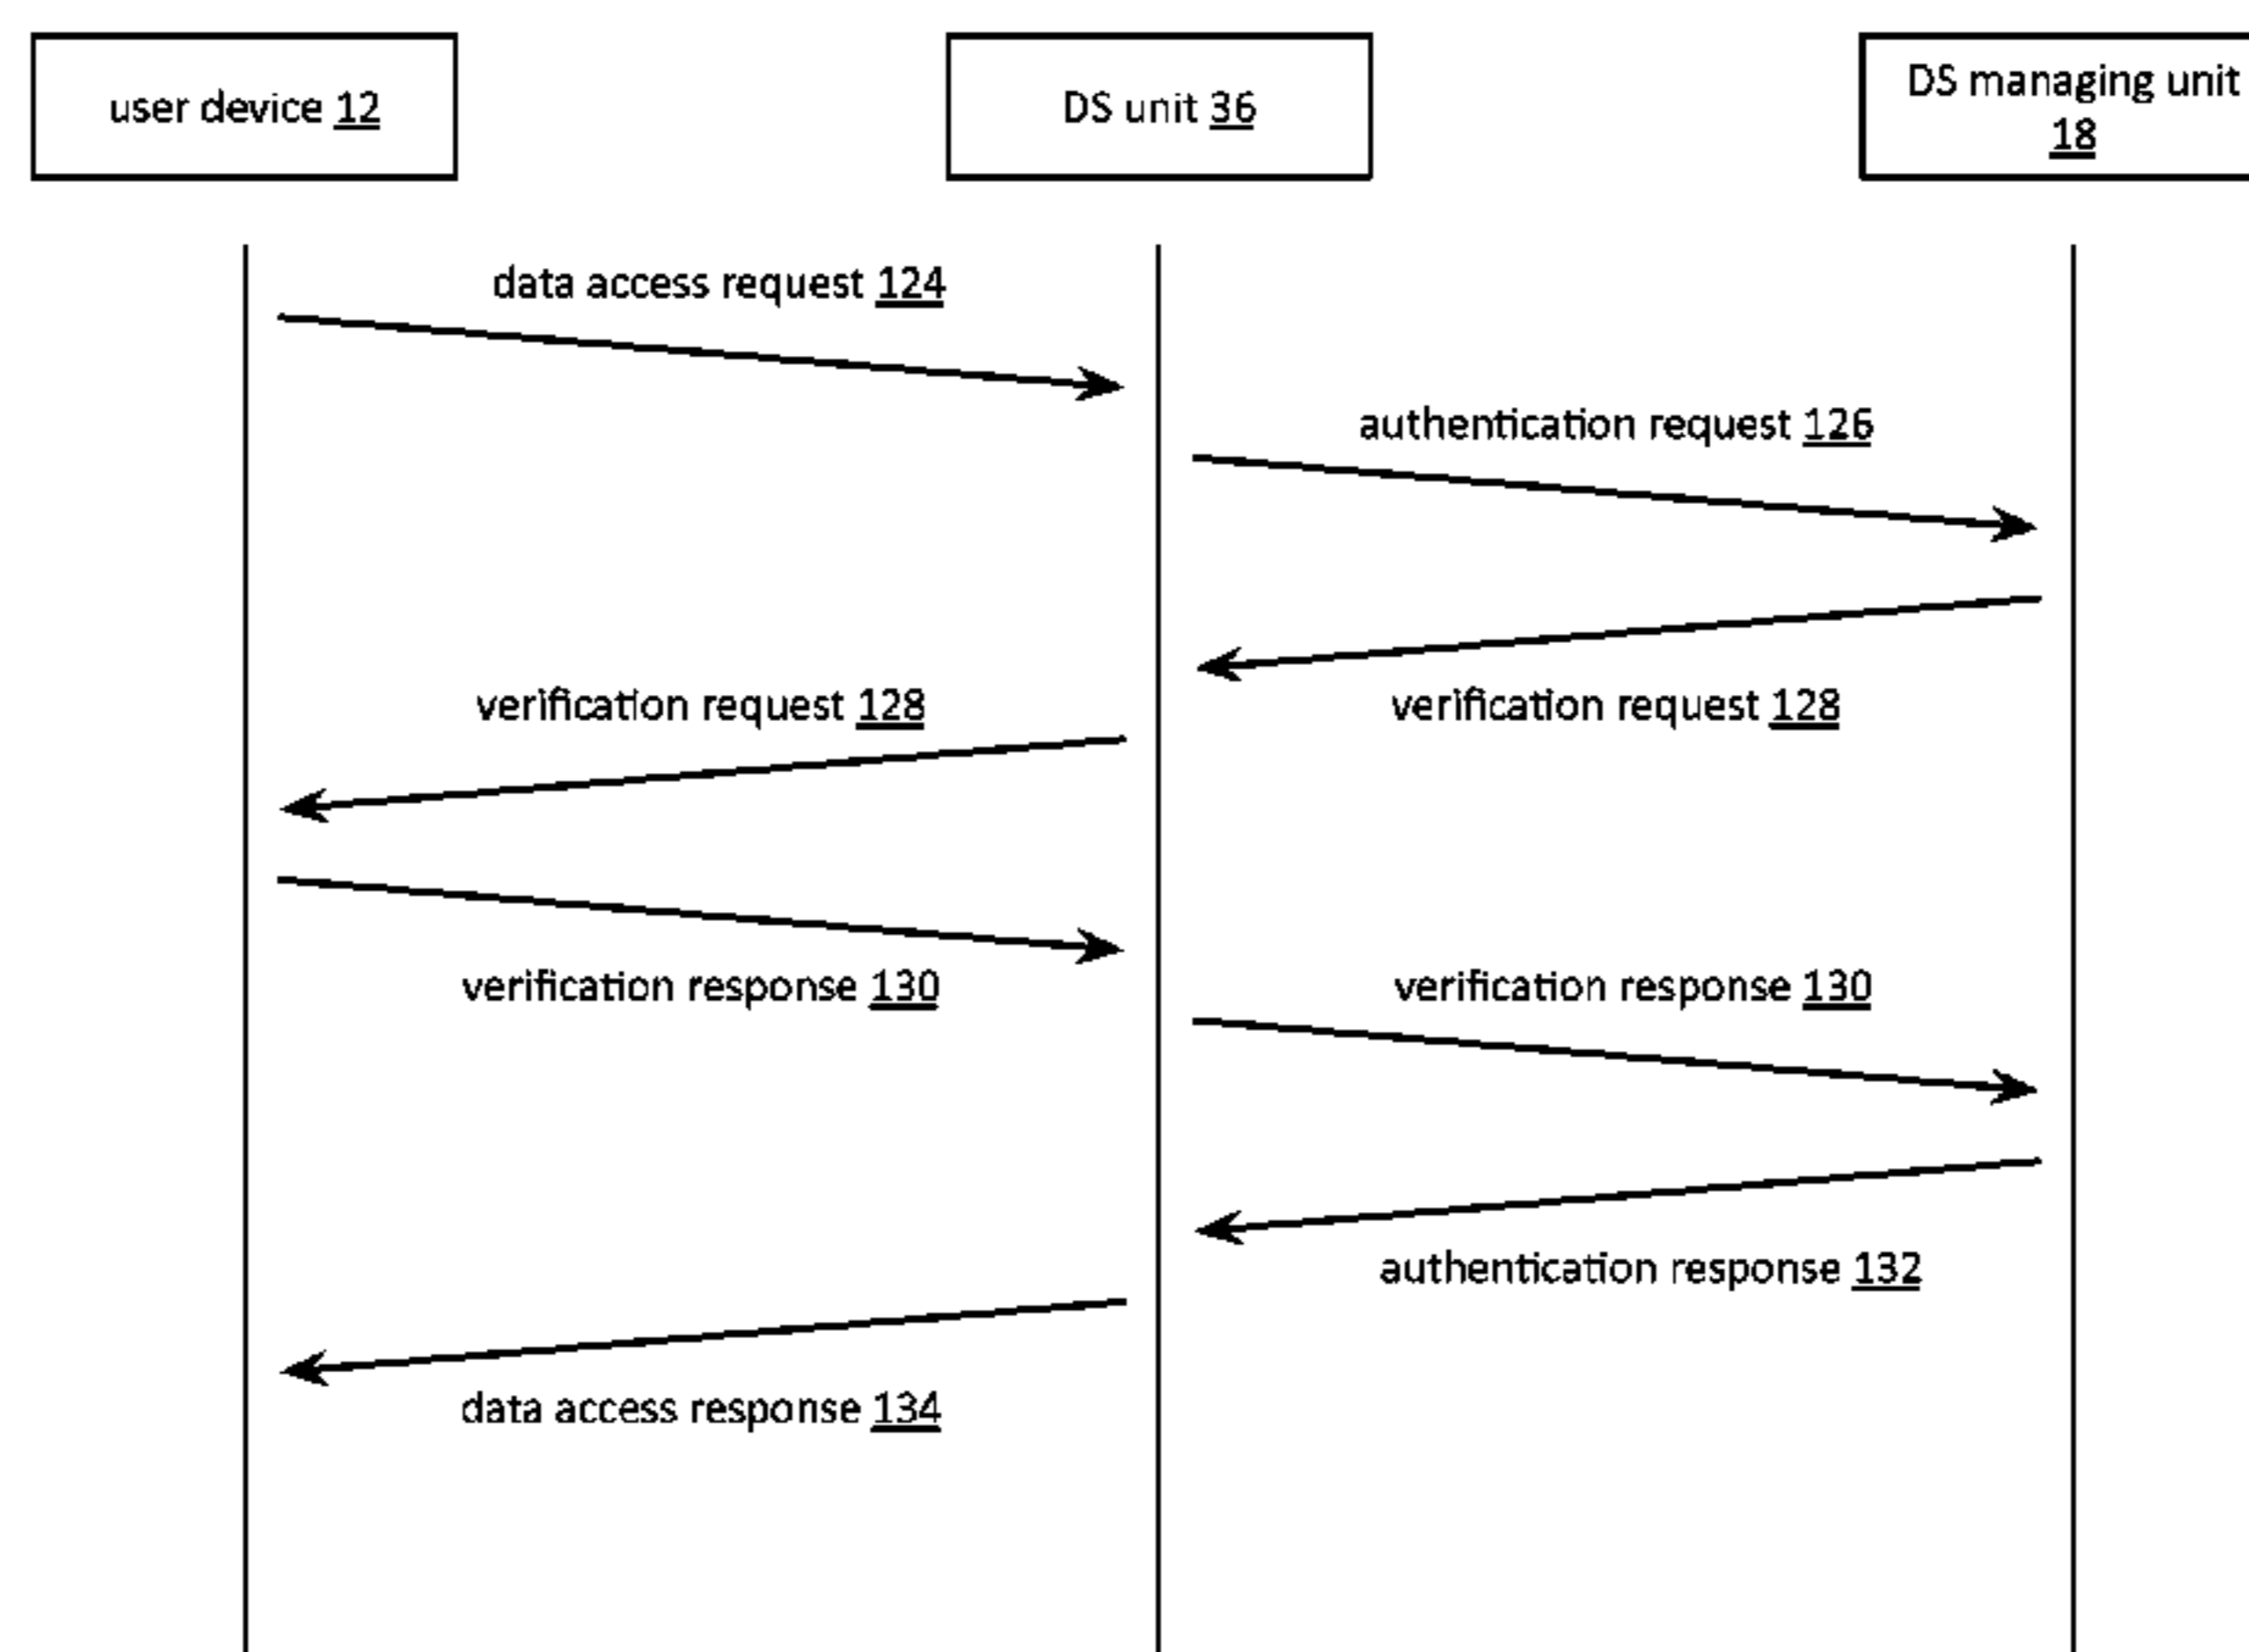 user device 12
DS unit 36
DS managing unit
18
data access request 124
authentication request 126
verification request 128
verification request 128
verification response 130
verification response 130
authentication response 132
data access response 134